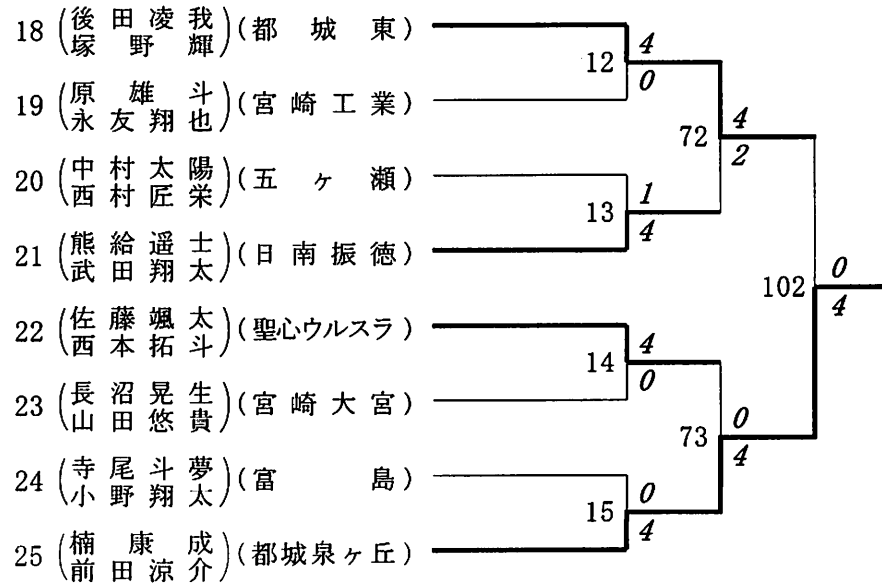 18 (後田凌我 塚野輝) (都城東)
12 4 0
19 (原雄斗 永友翔也) (宮崎工業)
72 4 2
20 (中村太陽 西村匠栄) (五ヶ瀬)
13 1 4
21 (熊給遥士 武田翔太) (日南振徳)
102 0 4
22 (佐藤颯太 西本拓斗) (聖心ウルスラ)
14 4 0
23 (長沼晃生 山田悠貴) (宮崎大宮)
73 0 4
24 (寺尾斗夢 小野翔太) (富島)
15 0 4
25 (楠康成 前田涼介) (都城泉ヶ丘)